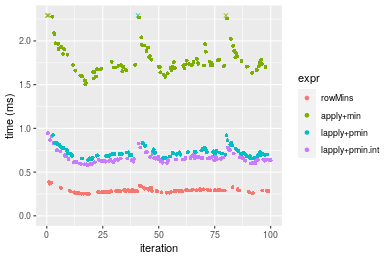 time (ms)
2.0
1.5
1.0
0.5
0.0
0
25
50
75
100
iteration
expr
rowMins
apply+min
lapply+pmin
lapply+pmin.int